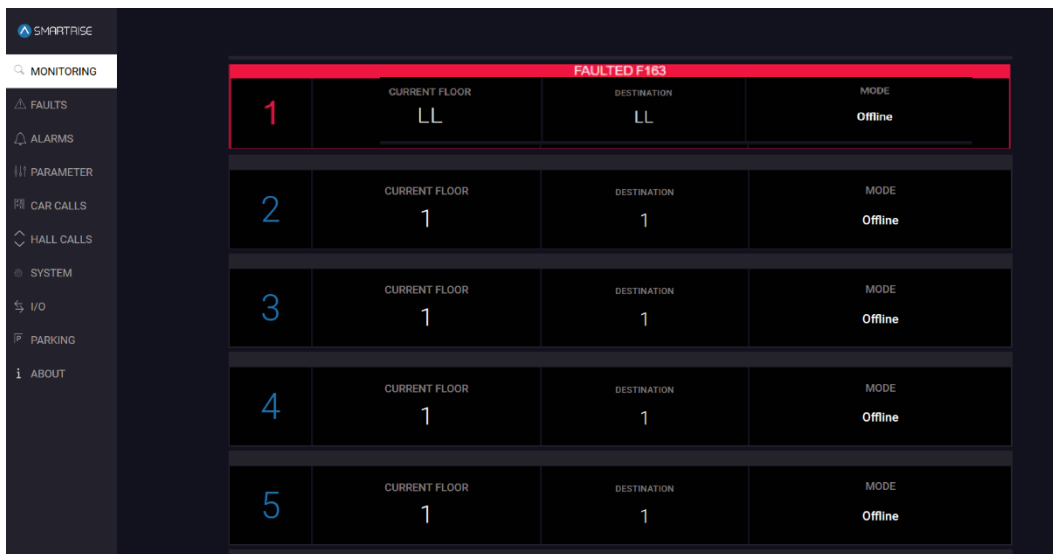 SMARTRISE
MONITORING
FAULTS
ALARMS
PARAMETER
CAR CALLS
HALL CALLS
SYSTEM
I/O
PARKING
ABOUT
FAULTED F163
1
CURRENT FLOOR
LL
DESTINATION
LL
MODE
Offline
2
CURRENT FLOOR
1
DESTINATION
1
MODE
Offline
3
CURRENT FLOOR
1
DESTINATION
1
MODE
Offline
4
CURRENT FLOOR
1
DESTINATION
1
MODE
Offline
5
CURRENT FLOOR
1
DESTINATION
1
MODE
Offline